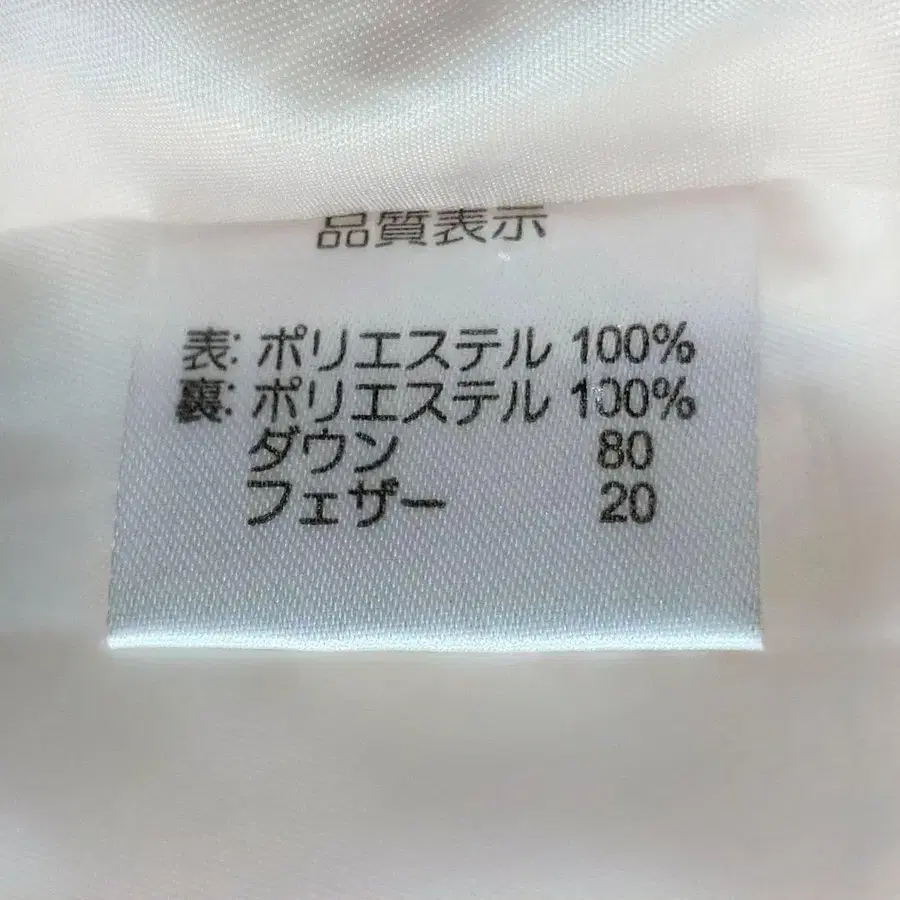 品質表示
表: ポリエステル 100%
裏: ポリエステル 100%
ダウン 80
フェザー 20